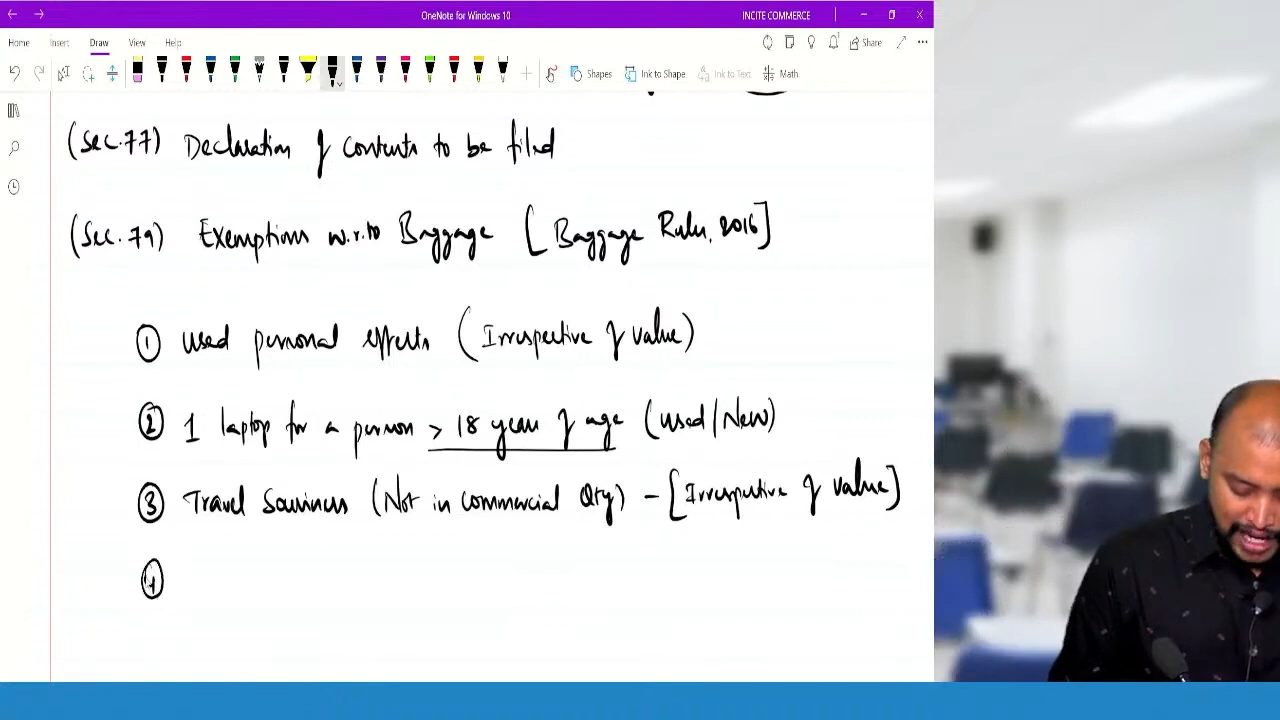 OneNote for Windows 10
INCITE COMMERCE
Home Insert Draw View Help
Share
Shapes Ink to Shape Ink to Text Math
(Sec.77) Declaration of contents to be filed
(Sec.79) Exemptions w.r.to Baggage [Baggage Rules, 2016]
① Used personal effects (Irrespective of value)
② 1 laptop for a person > 18 years of age (Used/New)
③ Travel Souviners (Not in commercial Qty) - [Irrespective of value]
④